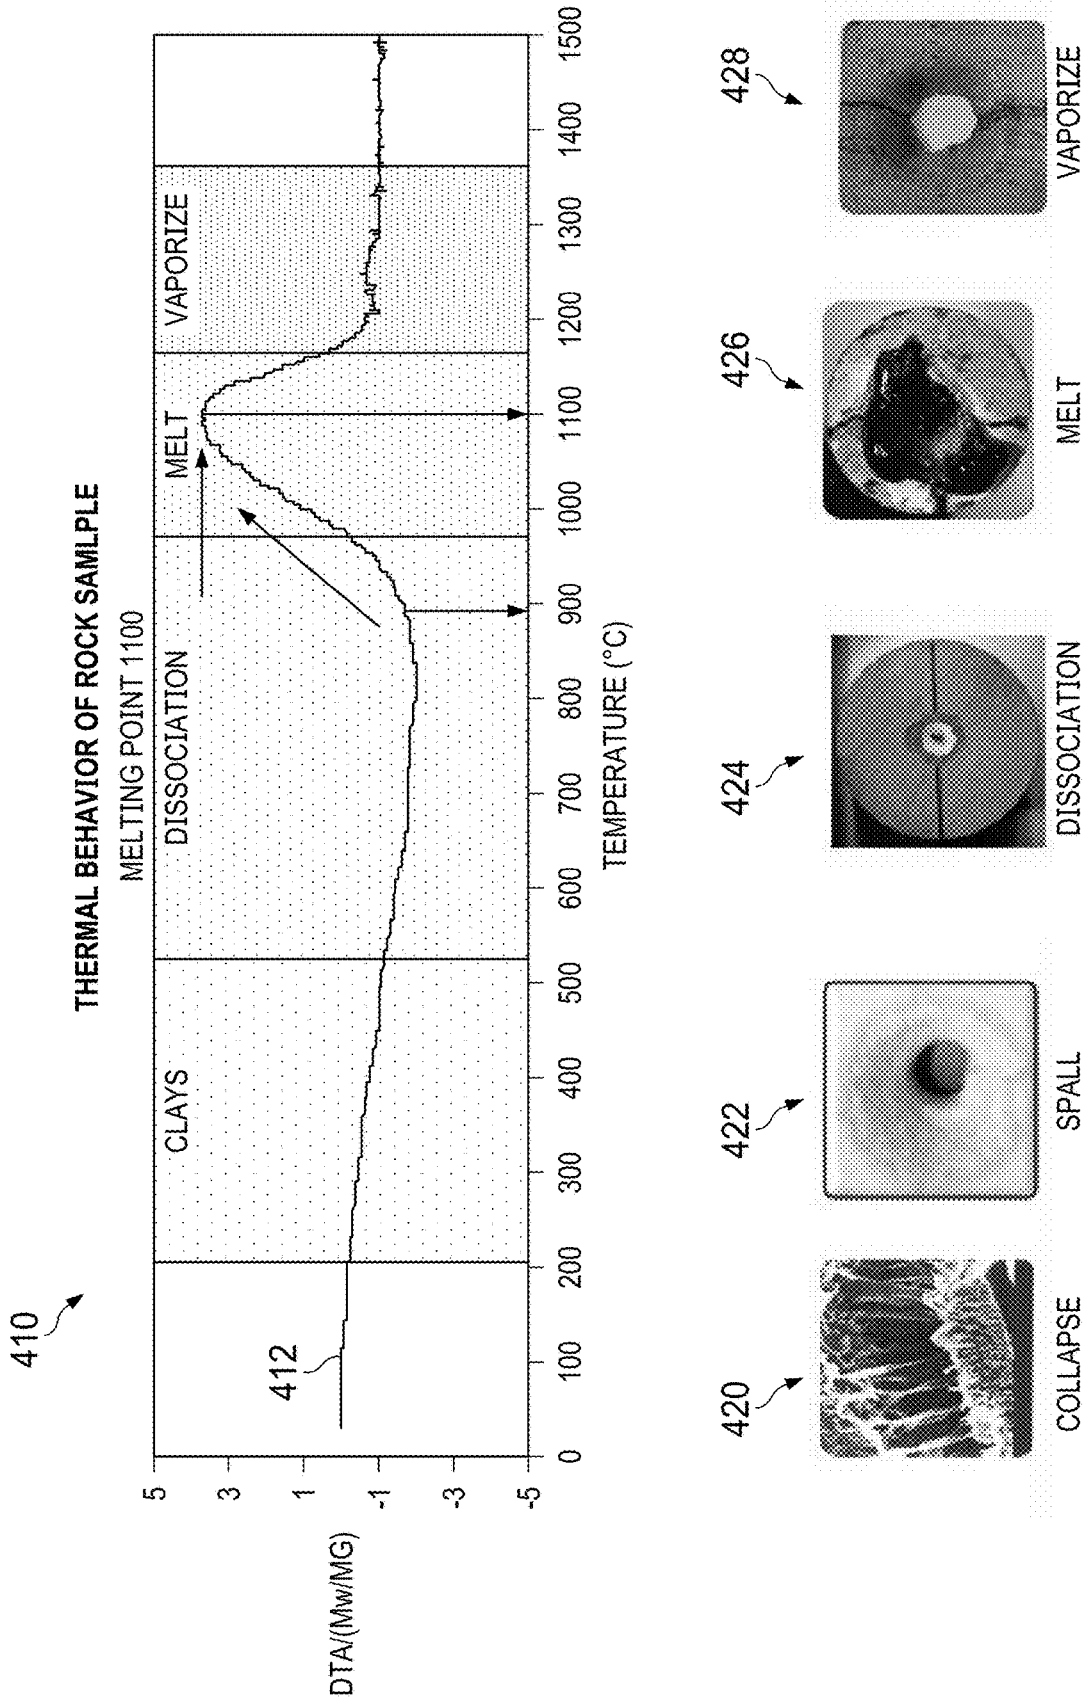 410
THERMAL BEHAVIOR OF ROCK SAMLPLE
MELTING POINT 1100
CLAYS
DISSOCIATION
MELT
VAPORIZE
412
DTA/(Mw/MG)
5
3
1
-1
-3
-5
0 100 200 300 400 500 600 700 800 900 1000 1100 1200 1300 1400 1500
TEMPERATURE (°C)
420 422 424 426 428
COLLAPSE SPALL DISSOCIATION MELT VAPORIZE